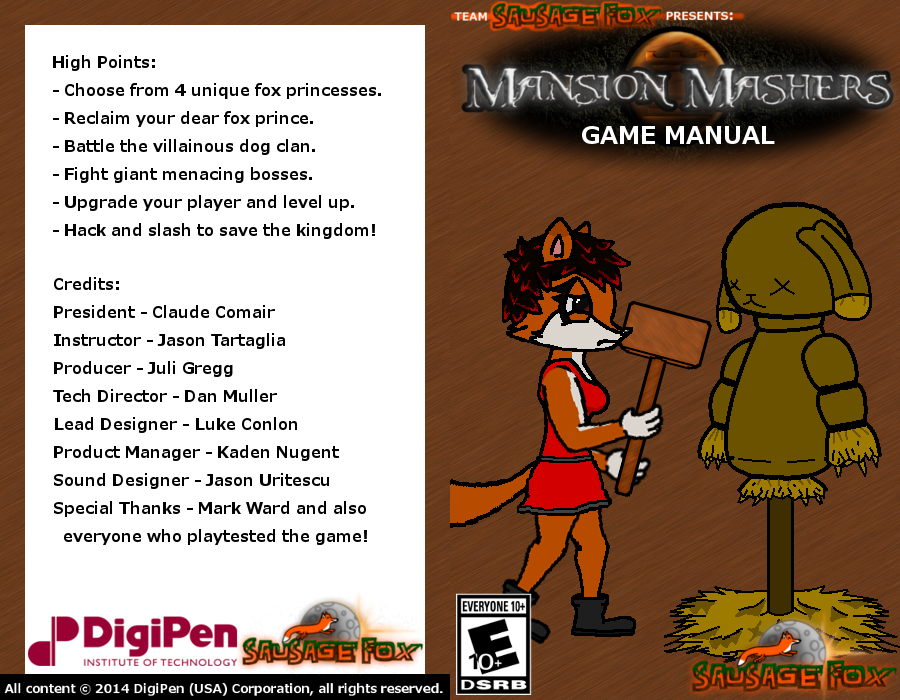 High Points:
- Choose from 4 unique fox princesses.
- Reclaim your dear fox prince.
- Battle the villainous dog clan.
- Fight giant menacing bosses.
- Upgrade your player and level up.
- Hack and slash to save the kingdom!
Credits:
President - Claude Comair
Instructor - Jason Tartaglia
Producer - Juli Gregg
Tech Director - Dan Muller
Lead Designer - Luke Conlon
Product Manager - Kaden Nugent
Sound Designer - Jason Uritescu
Special Thanks - Mark Ward and also
everyone who playtested the game!
DigiPen
INSTITUTE OF TECHNOLOGY
SAUSAGE FOX
All content © 2014 DigiPen (USA) Corporation, all rights reserved.
TEAM SAUSAGE FOX PRESENTS:
MANSION MASHERS
GAME MANUAL
EVERYONE 10+
E
10+
DSRB
SAUSAGE FOX